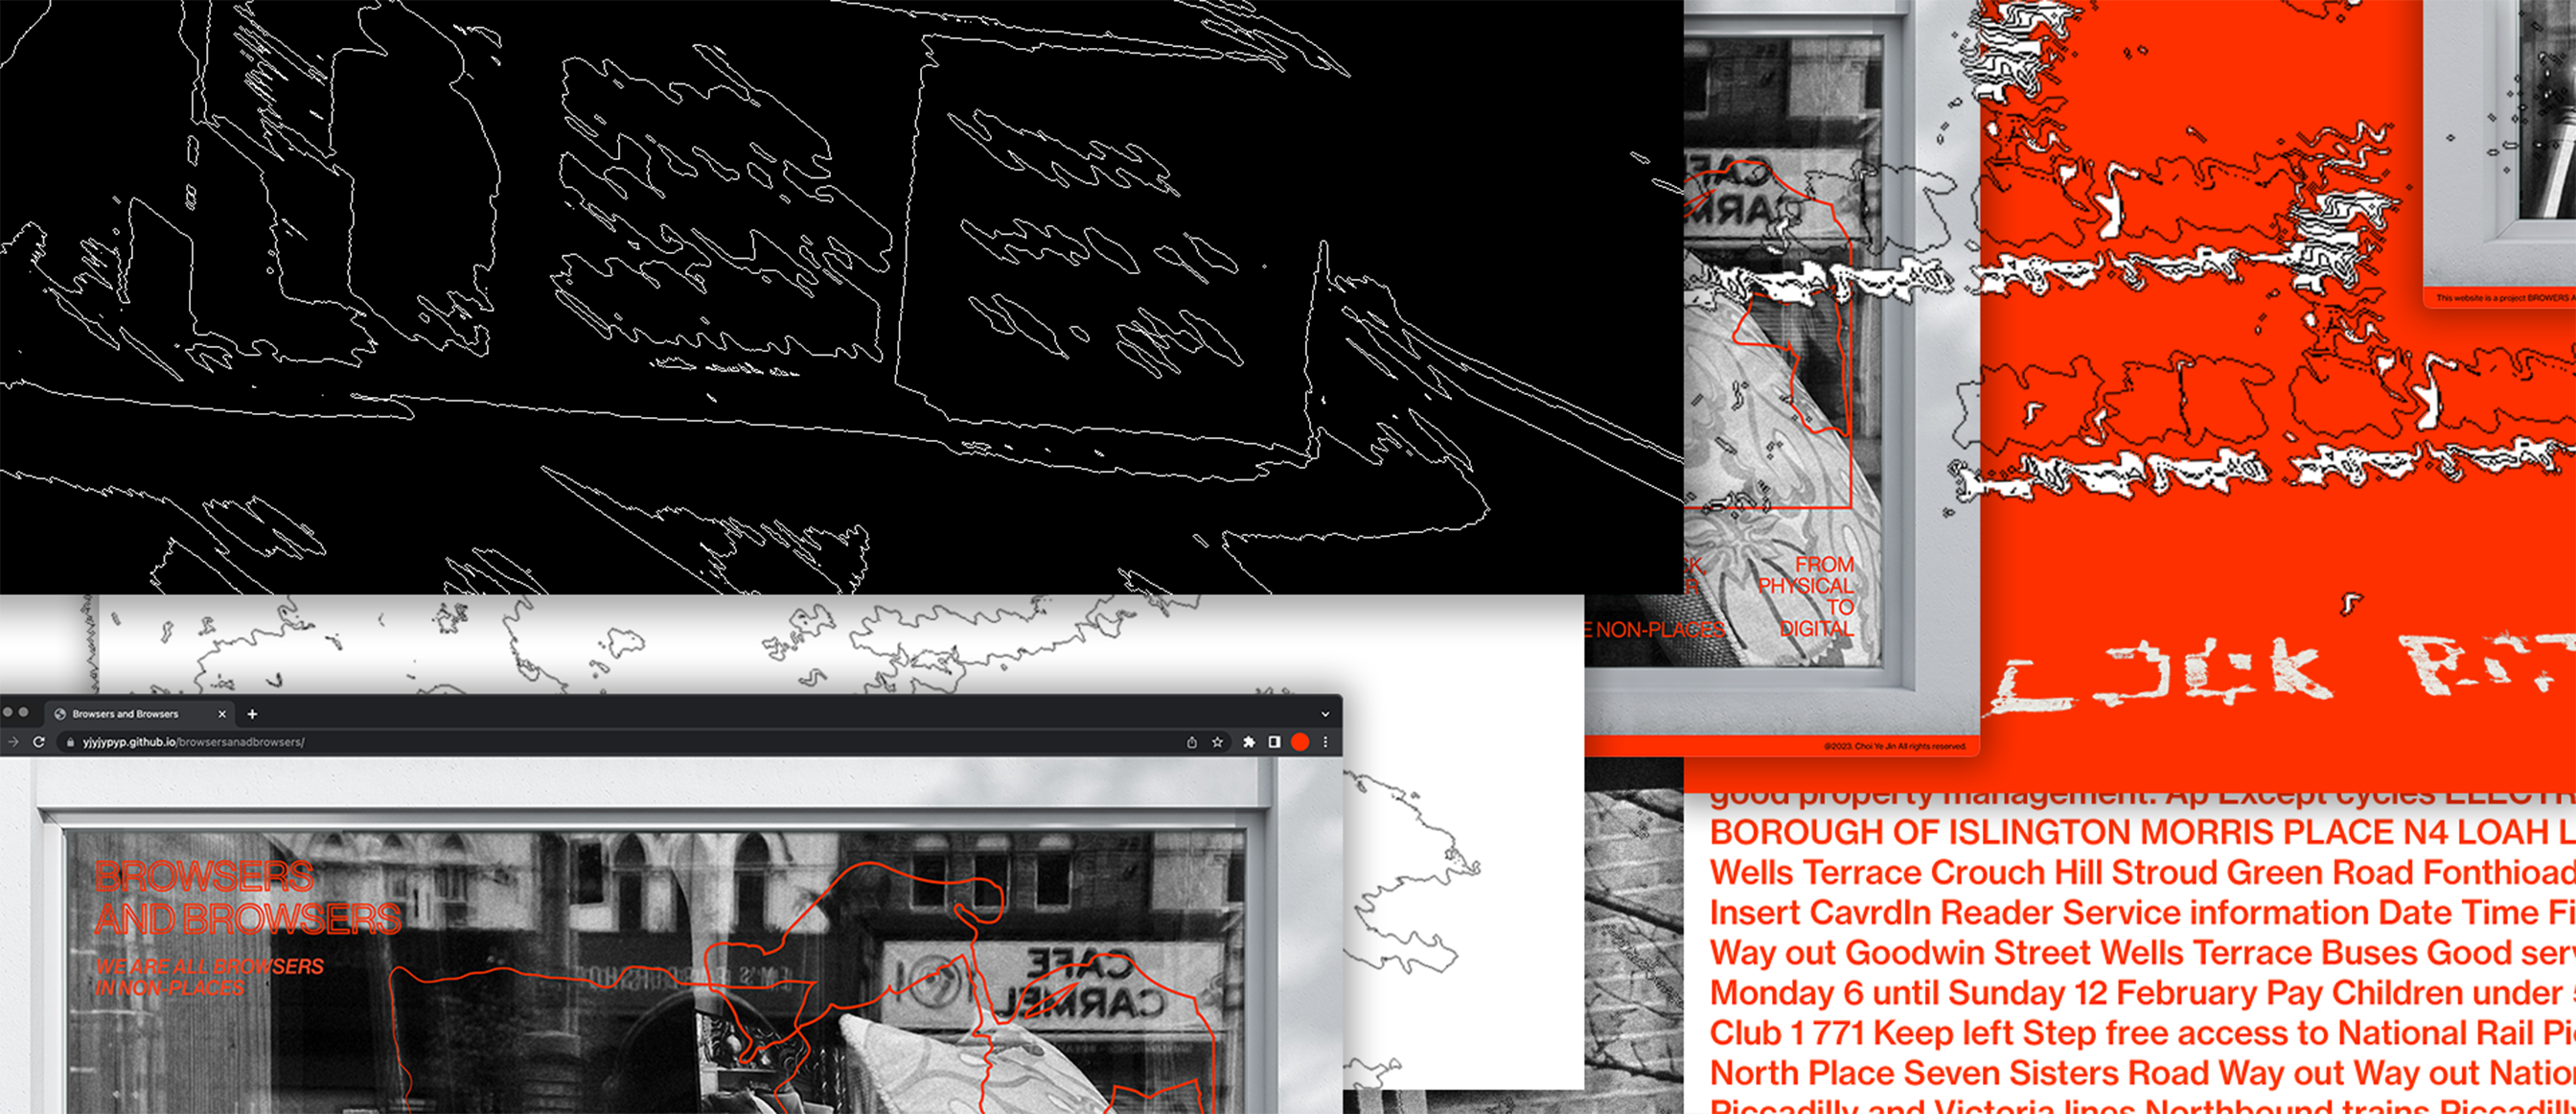 CAFE
CARM
This website is a project BROWERS A
FROM
PHYSICAL
TO
E NON-PLACES DIGITAL
LOCK
Browsers and Browsers
yjyjypyp.github.io/browsersanadbrowsers/
@2023. Choi Ye Jin All rights reserved.
good property management. Ap Except cycles ELECTR
BOROUGH OF ISLINGTON MORRIS PLACE N4 LOAH L
Wells Terrace Crouch Hill Stroud Green Road Fonthioad
Insert CavrdIn Reader Service information Date Time Fi
Way out Goodwin Street Wells Terrace Buses Good serv
Monday 6 until Sunday 12 February Pay Children under
Club 1 771 Keep left Step free access to National Rail Pi
North Place Seven Sisters Road Way out Way out Natio
Piccadilly and Victoria lines Northbound trains Piccadill
BROWSERS
AND BROWSERS
WE ARE ALL BROWSERS
IN NON-PLACES
CAFE
CARMEL